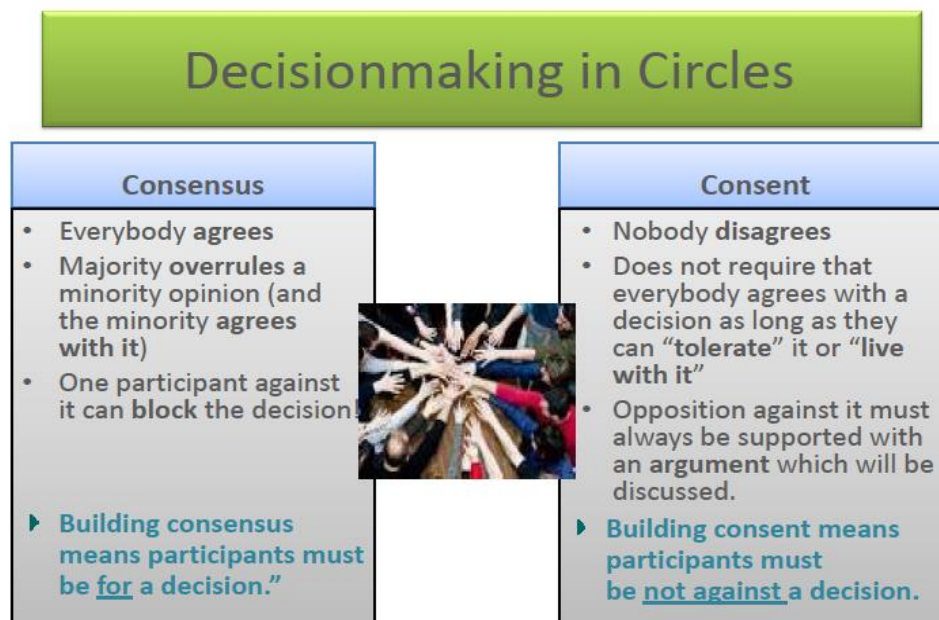 Decisionmaking in Circles
Consensus
• Everybody agrees
• Majority overrules a
minority opinion (and
the minority agrees
with it)
• One participant against
it can block the decision!
Building consensus
means participants must
be for a decision.”
Consent
• Nobody disagrees
• Does not require that
everybody agrees with a
decision as long as they
can “tolerate” it or “live
with it”
• Opposition against it must
always be supported with
an argument which will be
discussed.
Building consent means
participants must
be not against a decision.